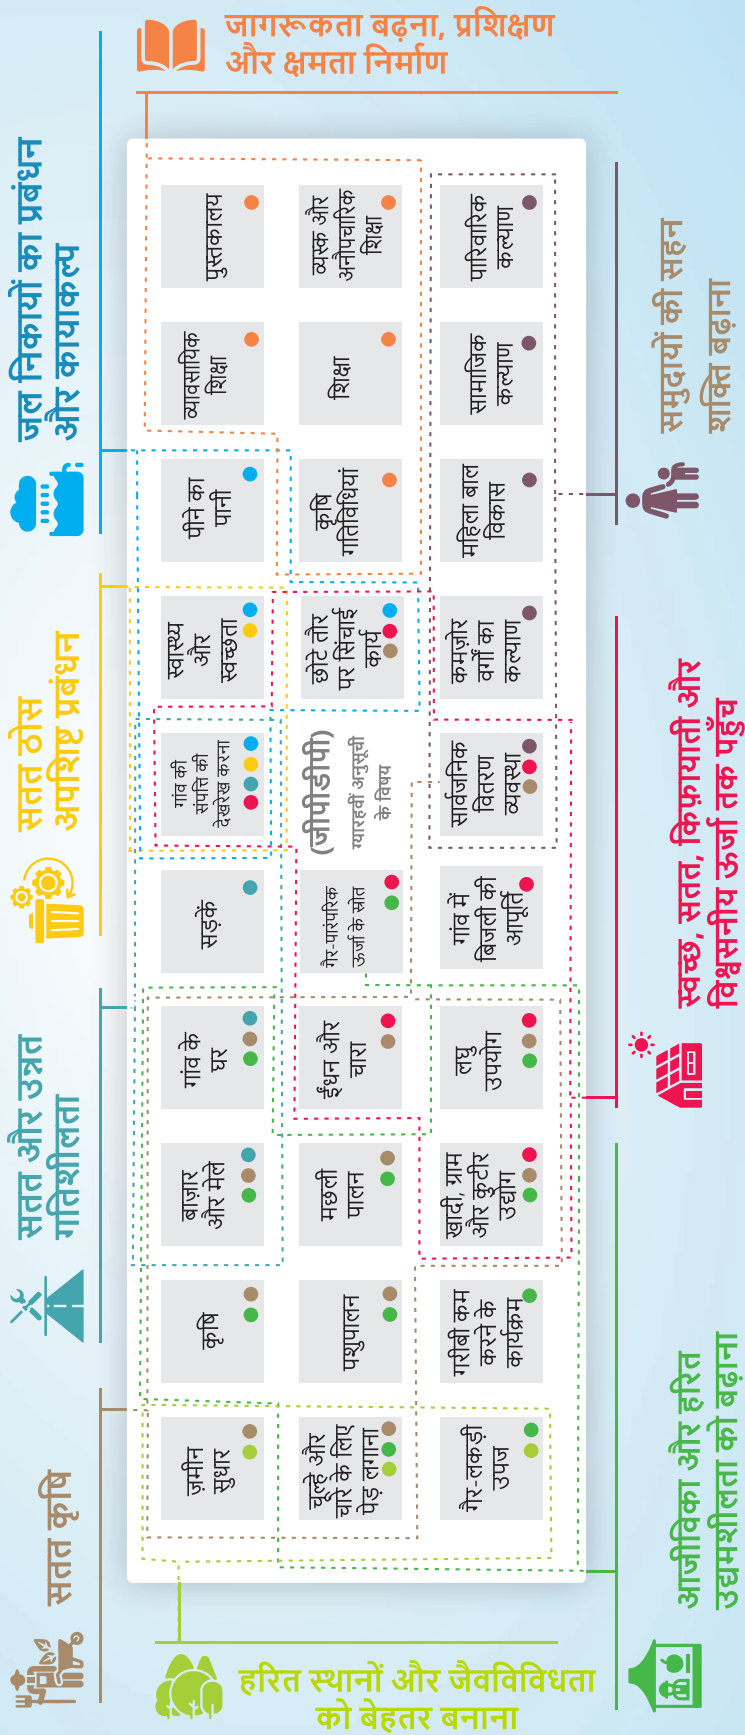 जागरूकता बढ़ना, प्रशिक्षण
और क्षमता निर्माण
जल निकायों का प्रबंधन
और कायाकल्प
सतत ठोस
अपशिष्ट प्रबंधन
सतत और उन्नत
गतिशीलता
सतत कृषि
पुस्तकालय
व्यस्क और
अनौपचारिक
शिक्षा
पारिवारिक
कल्याण
व्यावसायिक
शिक्षा
शिक्षा
सामाजिक
कल्याण
पीने का
पानी
कृषि
गतिविधियां
महिला बाल
विकास
स्वास्थ्य
और
स्वच्छता
छोटे तौर
पर सिंचाई
कार्य
कमज़ोर
वर्गों का
कल्याण
गांव की
संपत्ति की
देखरेख करना
(जीपीडीपी)
ग्यारहवीं अनुसूची
के विषय
सार्वजनिक
वितरण
व्यवस्था
सड़कें
गैर-पारंपरिक
ऊर्जा के स्रोत
गांव में
बिजली की
आपूर्ति
गांव के
घर
ईंधन और
चारा
लघु
उपयोग
बाज़ार
और मेले
मछली
पालन
खादी, ग्राम
और कुटीर
उद्योग
कृषि
पशुपालन
गरीबी कम
करने के
कार्यक्रम
ज़मीन
सुधार
चूल्हे और
चारे के लिए
पेड़ लगाना
गैर-लकड़ी
उपज
समुदायों की सहन
शक्ति बढ़ाना
स्वच्छ, सतत, किफ़ायाती और
विश्वसनीय ऊर्जा तक पहुँच
आजीविका और हरित
उद्यमशीलता को बढ़ाना
हरित स्थानों और जैवविविधता
को बेहतर बनाना